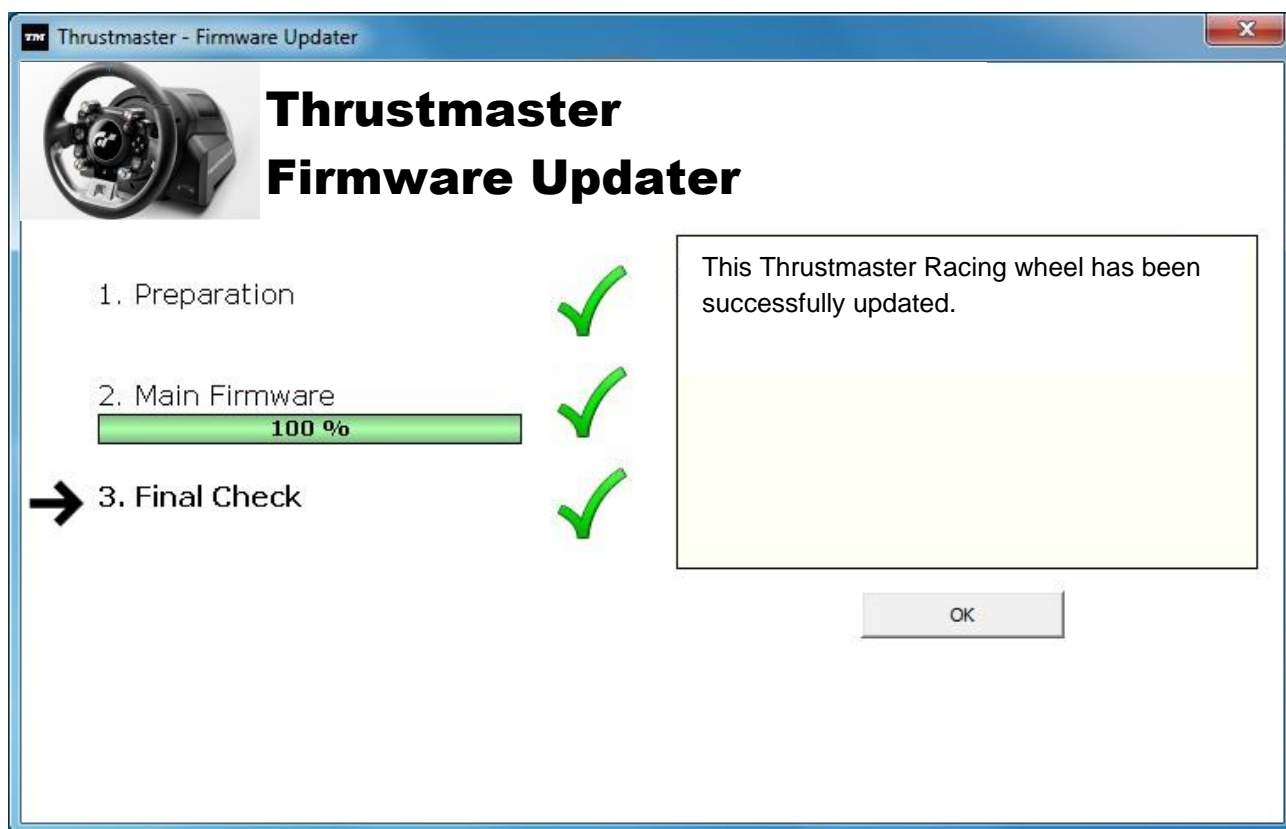 TM Thrustmaster - Firmware Updater
x
Thrustmaster
Firmware Updater
1. Preparation
2. Main Firmware
100 %
3. Final Check
This Thrustmaster Racing wheel has been
successfully updated.
OK